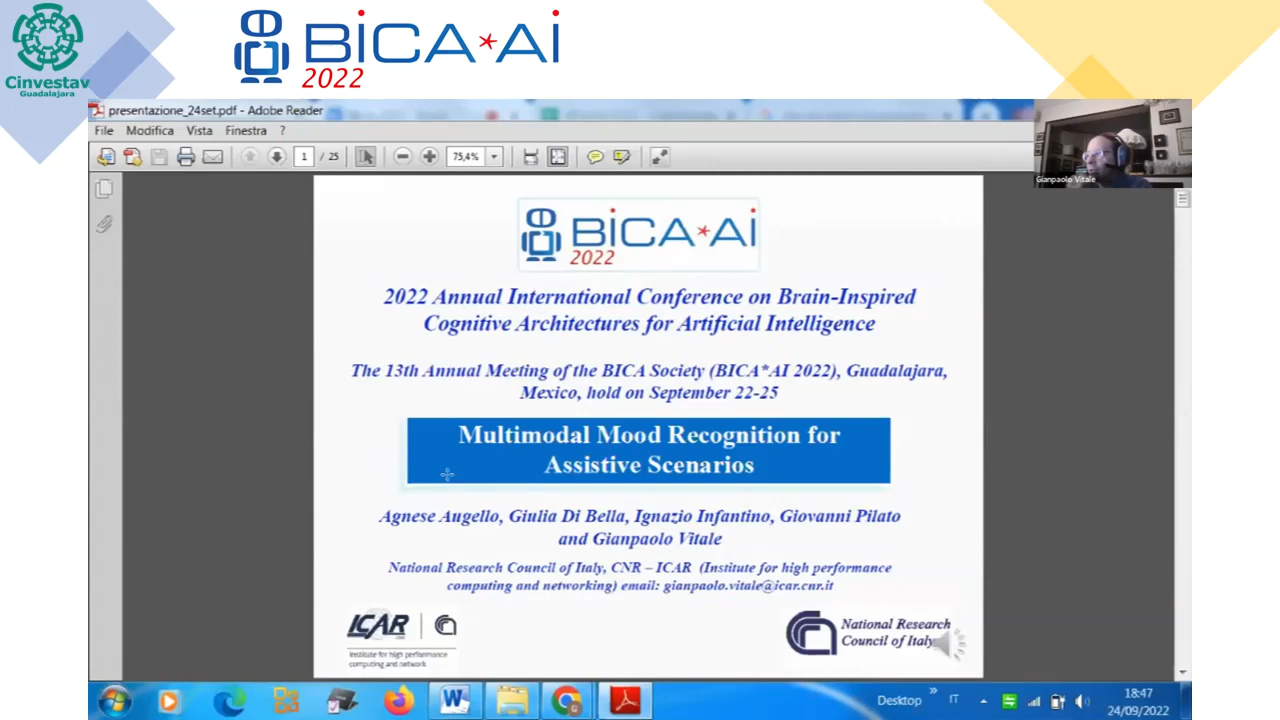 Cinvestav
Guadalajara
BiCA*Ai
2022
presentazione_24set.pdf - Adobe Reader
File Modifica Vista Finestra ?
1 / 25 75,4%
Gianpaolo Vitale
BiCA*Ai
2022
2022 Annual International Conference on Brain-Inspired
Cognitive Architectures for Artificial Intelligence
The 13th Annual Meeting of the BICA Society (BICA*AI 2022), Guadalajara,
Mexico, hold on September 22-25
Multimodal Mood Recognition for
Assistive Scenarios
Agnese Augello, Giulia Di Bella, Ignazio Infantino, Giovanni Pilato
and Gianpaolo Vitale
National Research Council of Italy, CNR – ICAR (Institute for high performance
computing and networking) email: gianpaolo.vitale@icar.cnr.it
ICAR
Institute for high performance
computing and network
National Research
Council of Italy
Desktop » IT
18:47
24/09/2022